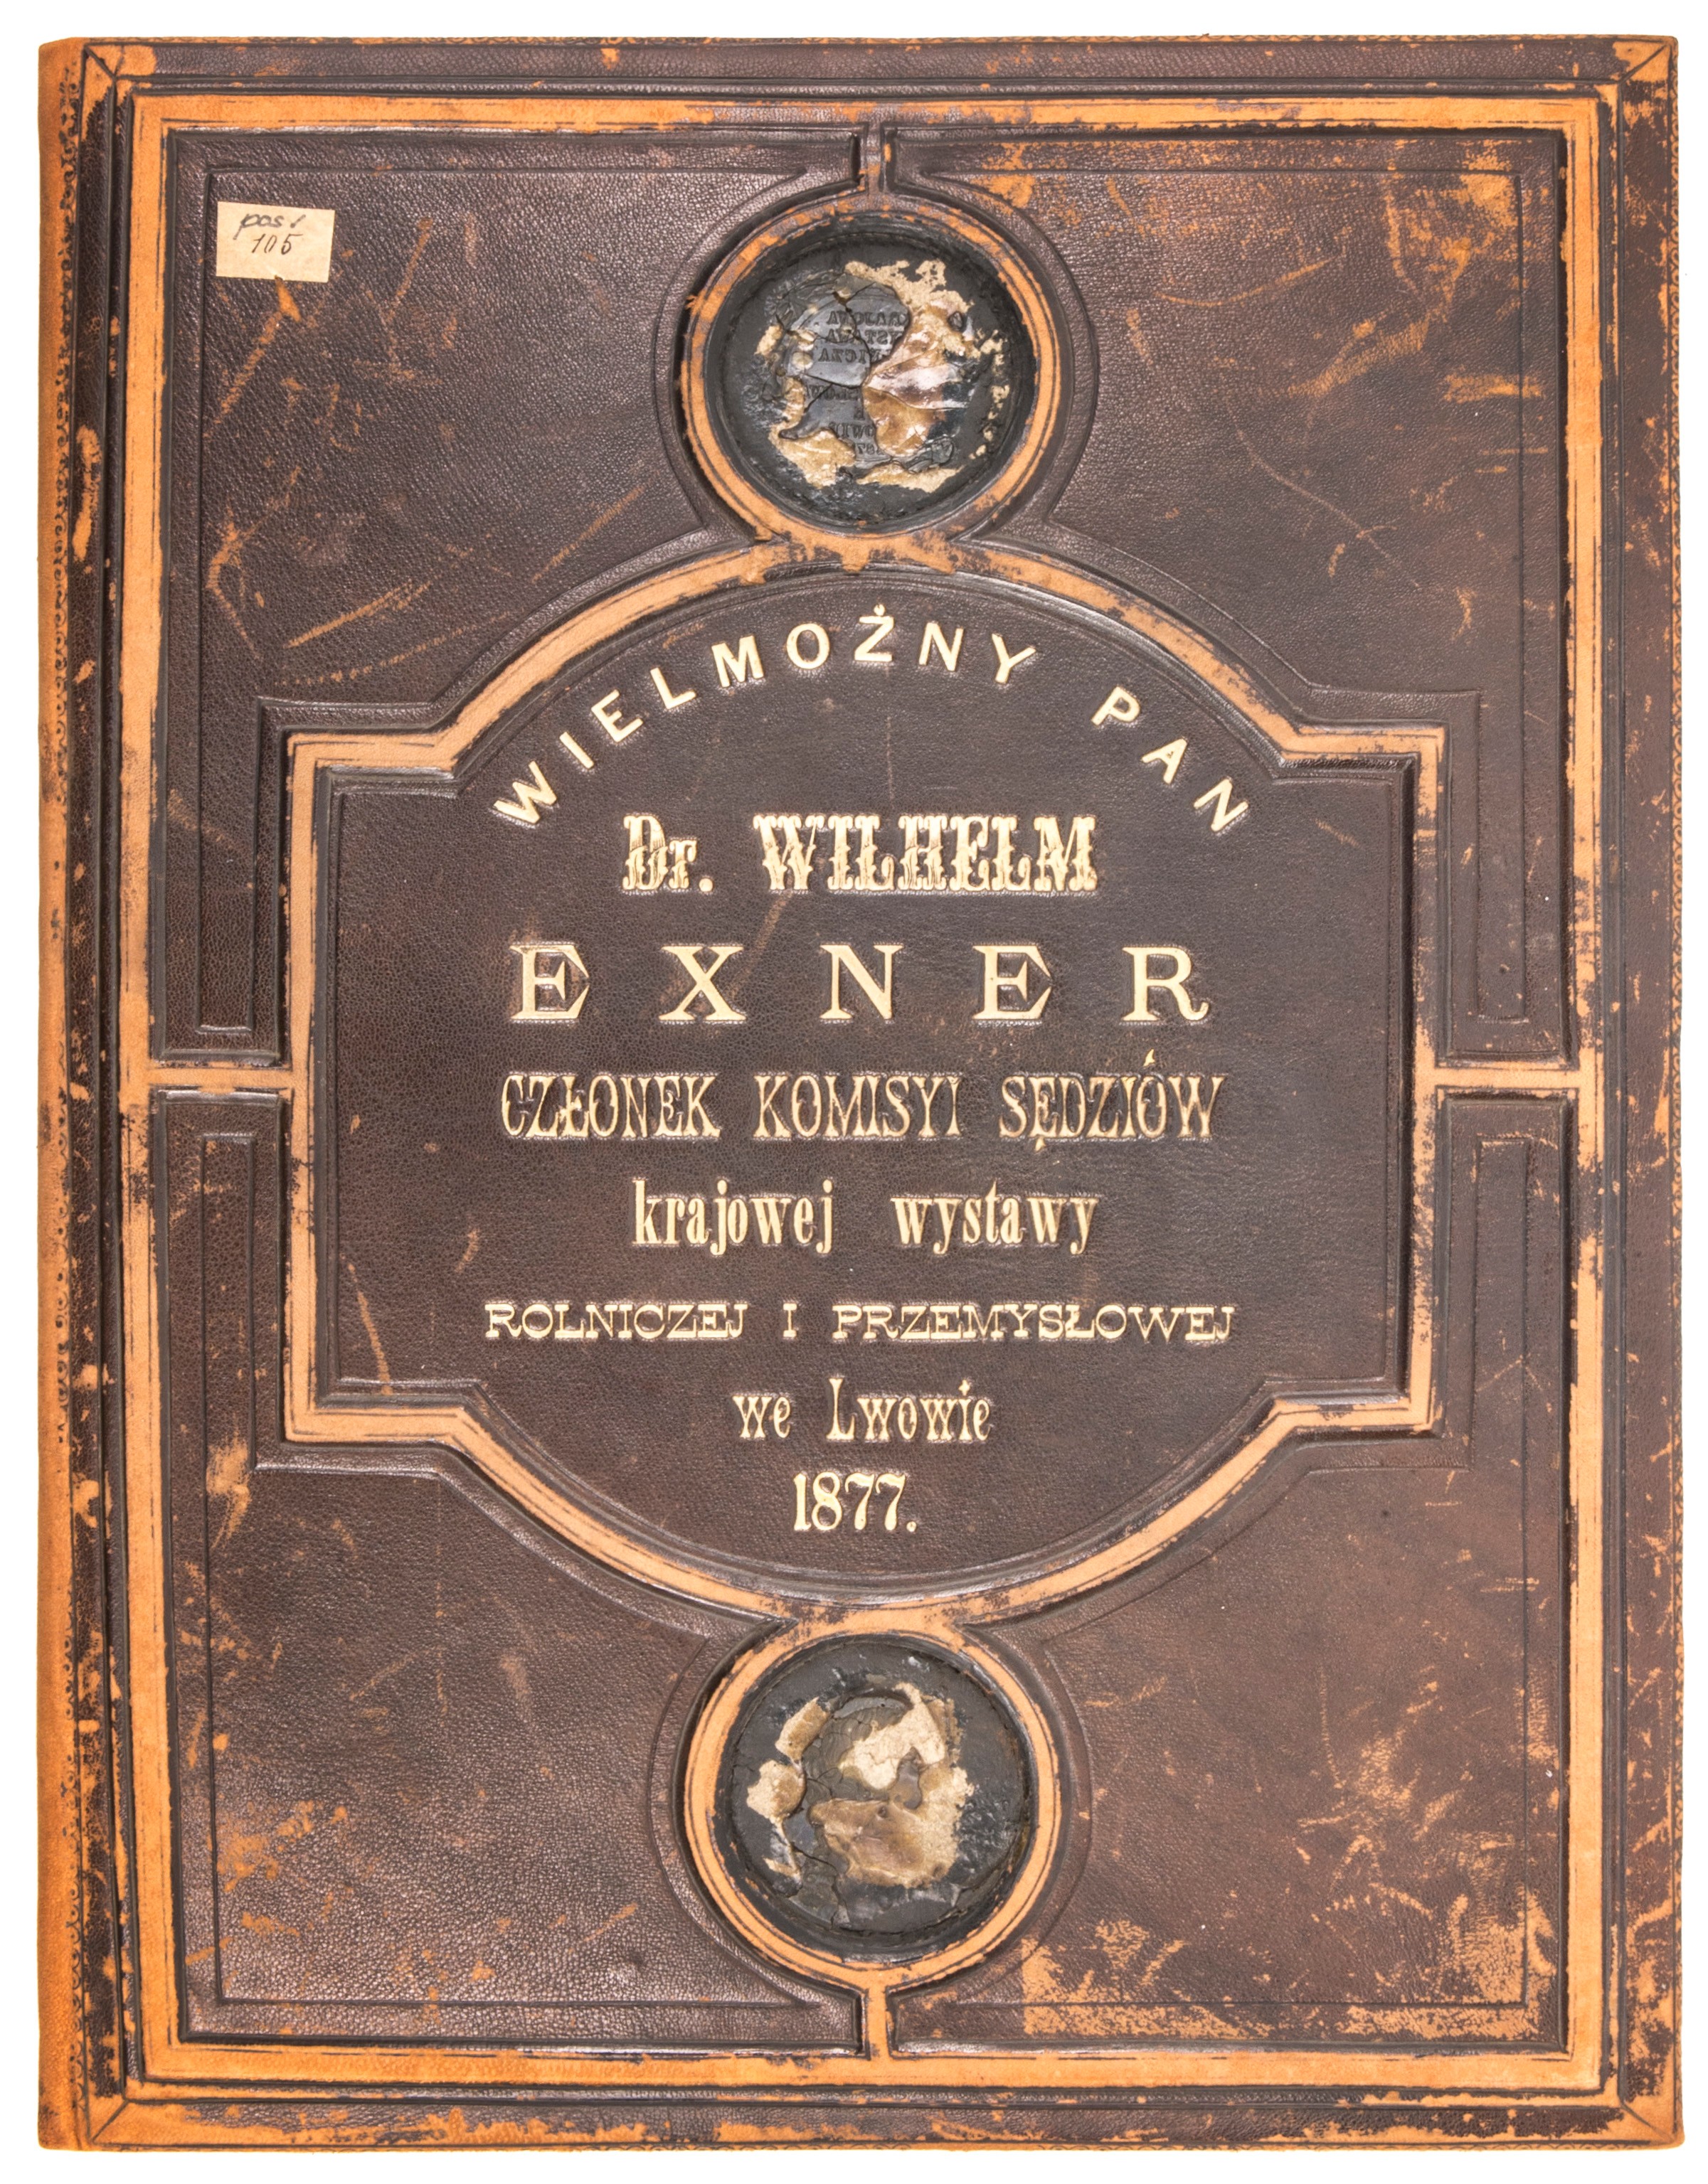 pos.
105
WIELMOŻNY PAN
Dr. WILHELM
EXNER
CZŁONEK KOMISYI SĘDZIÓW
krajowej wystawy
ROLNICZEJ I PRZEMYSŁOWEJ
we Lwowie
1877.